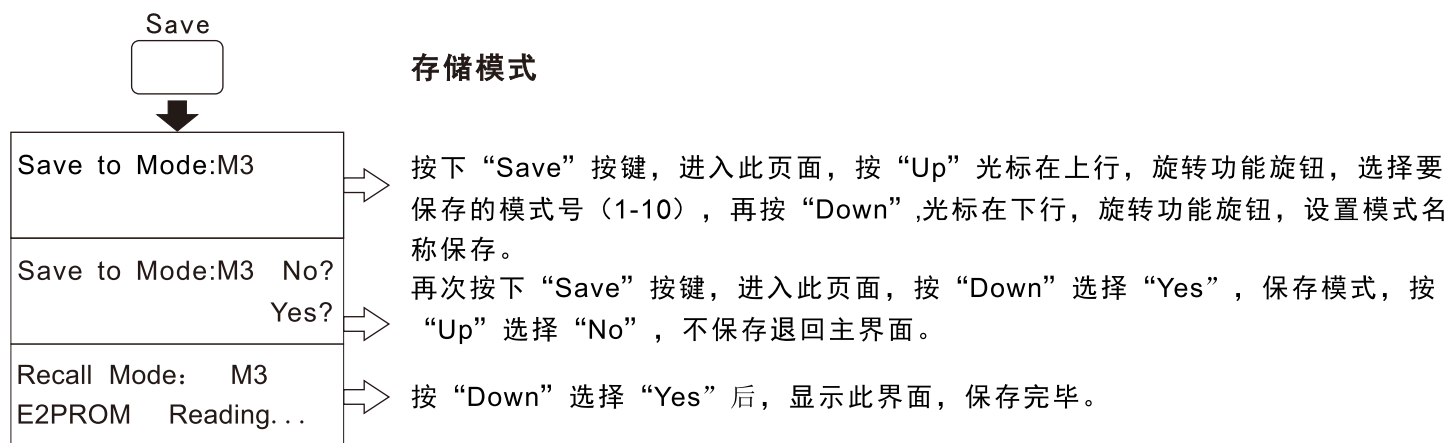 Save
存储模式
Save to Mode:M3
按下“Save”按键，进入此页面，按“Up”光标在上行，旋转功能旋钮，选择要
保存的模式号（1-10），再按“Down”,光标在下行，旋转功能旋钮，设置模式名
称保存。
Save to Mode:M3 No?
Yes?
再次按下“Save”按键，进入此页面，按“Down”选择“Yes”，保存模式，按
“Up”选择“No”，不保存退回主界面。
Recall Mode： M3
E2PROM Reading...
按“Down”选择“Yes”后，显示此界面，保存完毕。